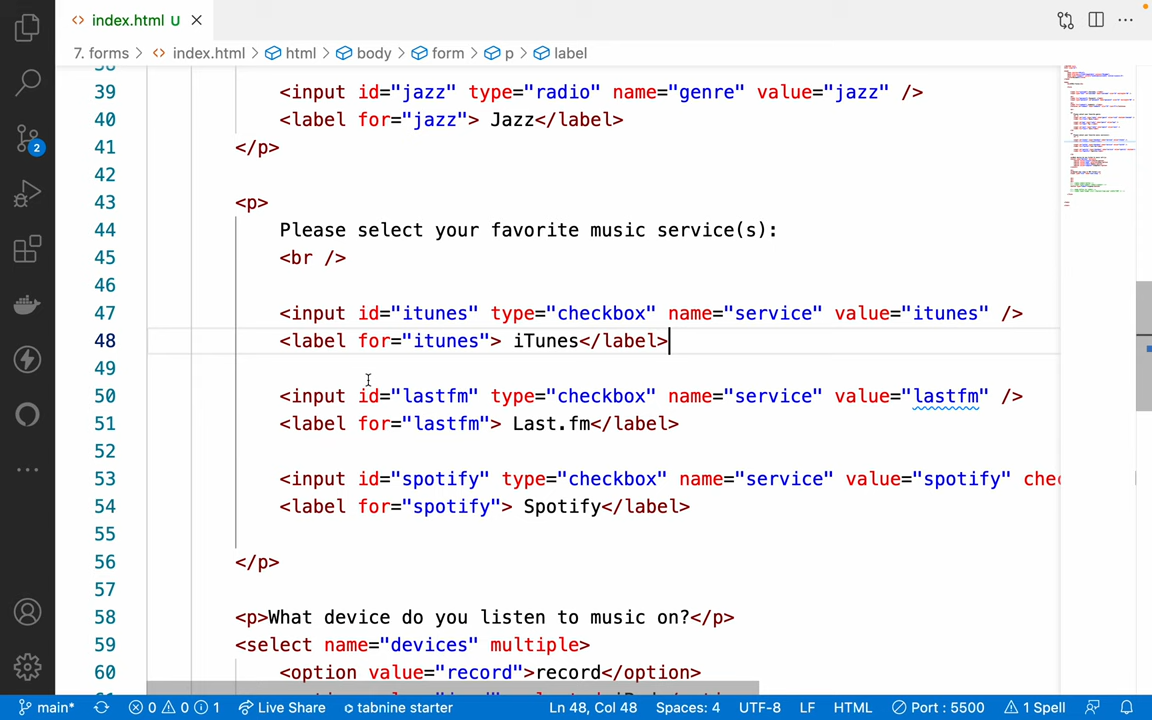 index.html U
7. forms > index.html > html > body > form > p > label
39 <input id="jazz" type="radio" name="genre" value="jazz" />
40 <label for="jazz"> Jazz</label>
41 </p>
42
43 <p>
44 Please select your favorite music service(s):
45 <br />
46
47 <input id="itunes" type="checkbox" name="service" value="itunes" />
48 <label for="itunes"> iTunes</label>
49
50 <input id="lastfm" type="checkbox" name="service" value="lastfm" />
51 <label for="lastfm"> Last.fm</label>
52
53 <input id="spotify" type="checkbox" name="service" value="spotify" chec
54 <label for="spotify"> Spotify</label>
55
56 </p>
57
58 <p>What device do you listen to music on?</p>
59 <select name="devices" multiple>
60 <option value="record">record</option>
2
main* 0 0 1 Live Share tabnine starter Ln 48, Col 48 Spaces: 4 UTF-8 LF HTML Port : 5500 1 Spell